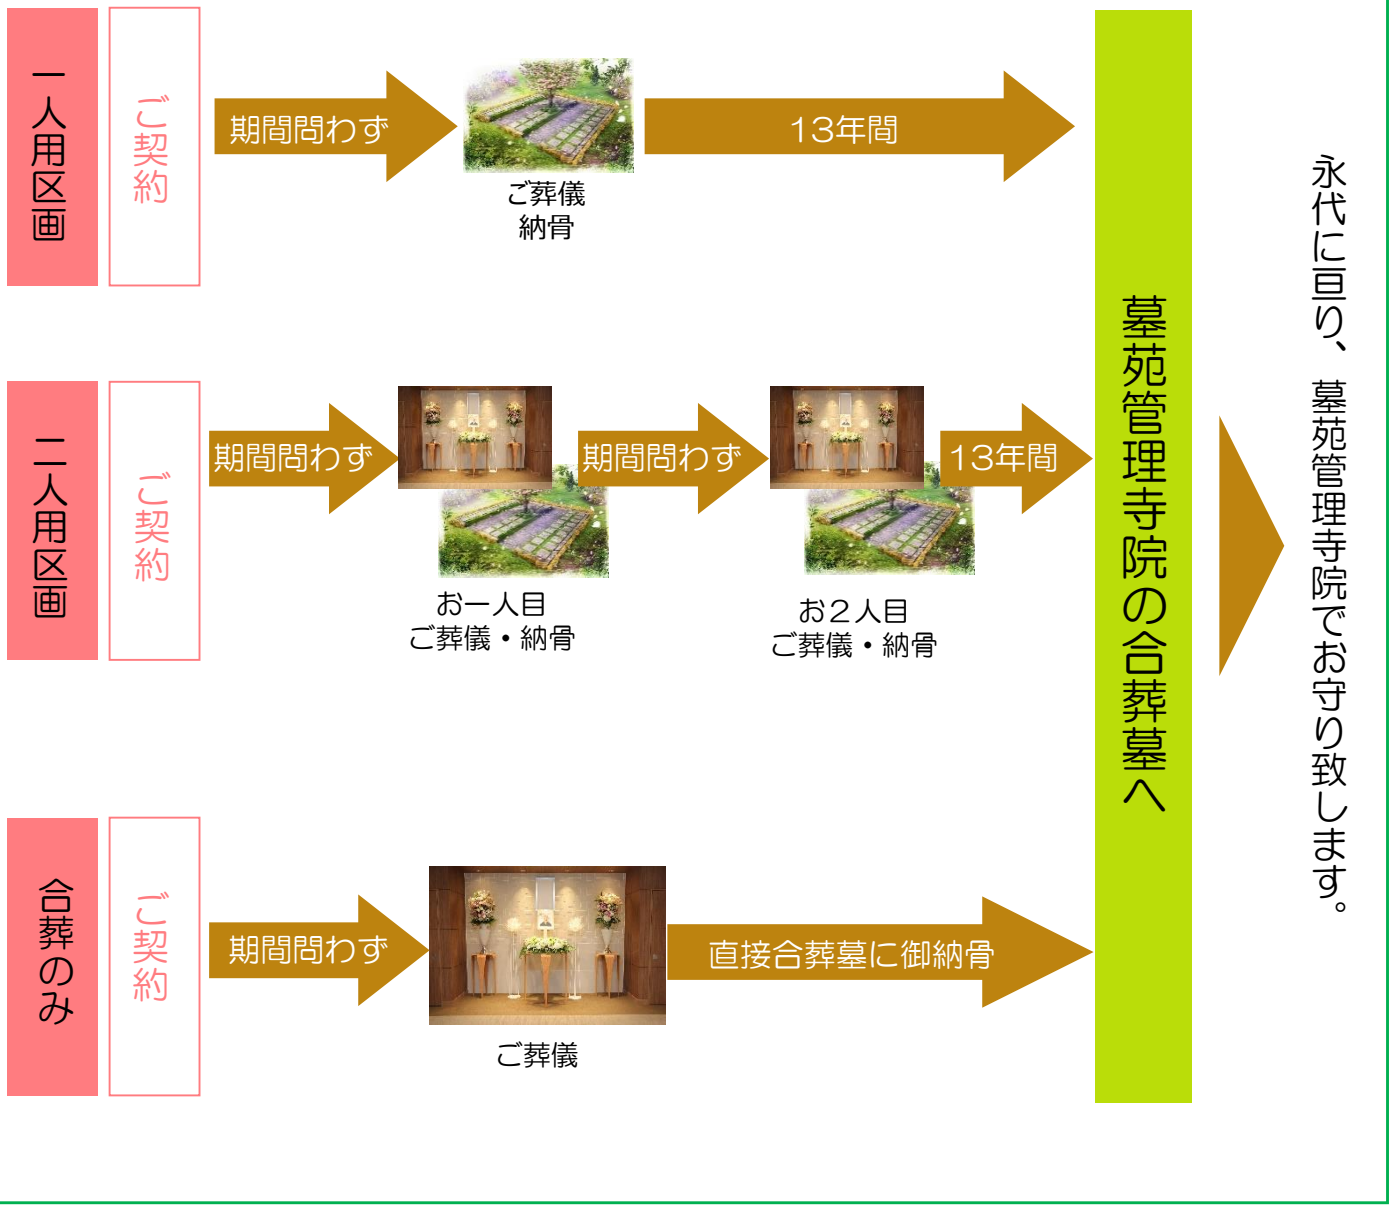 一人用区画
ご契約
期間問わず
ご葬儀
納骨
13年間
二人用区画
ご契約
期間問わず
お一人目
ご葬儀・納骨
期間問わず
お２人目
ご葬儀・納骨
13年間
合葬のみ
ご契約
期間問わず
ご葬儀
直接合葬墓に御納骨
墓苑管理寺院の合葬墓へ
永代に亘り、墓苑管理寺院でお守り致します。